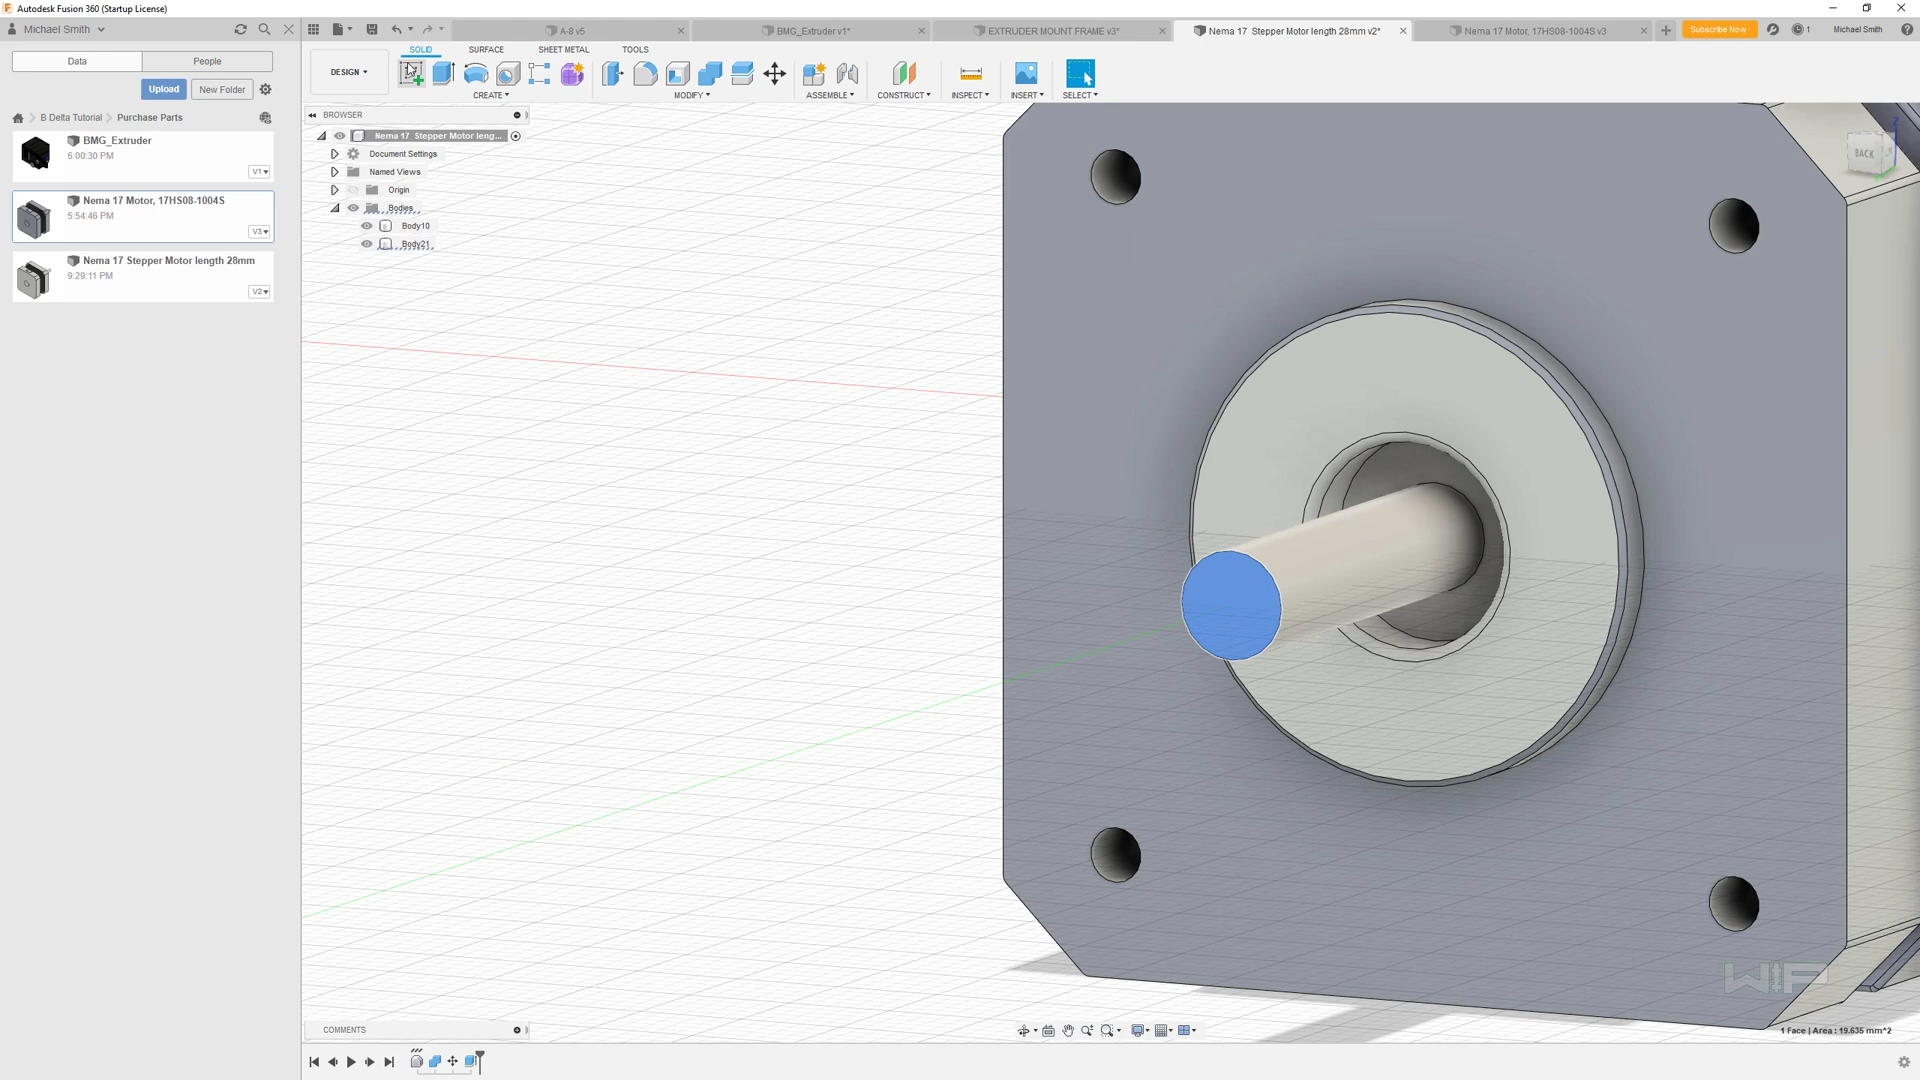 Autodesk Fusion 360 (Startup License)
Michael Smith
A-8 v5
BMG_Extruder v1*
EXTRUDER MOUNT FRAME v3*
Nema 17 Stepper Motor length 28mm v2*
Nema 17 Motor, 17HS08-1004S v3
Subscribe Now
1
Michael Smith
Data
People
Upload
New Folder
B Delta Tutorial
Purchase Parts
BMG_Extruder
6:00:30 PM
V1
Nema 17 Motor, 17HS08-1004S
5:54:46 PM
V3
Nema 17 Stepper Motor length 28mm
9:29:11 PM
V2
DESIGN
SOLID
SURFACE
SHEET METAL
TOOLS
CREATE
MODIFY
ASSEMBLE
CONSTRUCT
INSPECT
INSERT
SELECT
BROWSER
Nema 17 Stepper Motor leng...
Document Settings
Named Views
Origin
Bodies
Body10
Body21
Z
BACK
WIP
COMMENTS
1 Face | Area : 19.635 mm^2